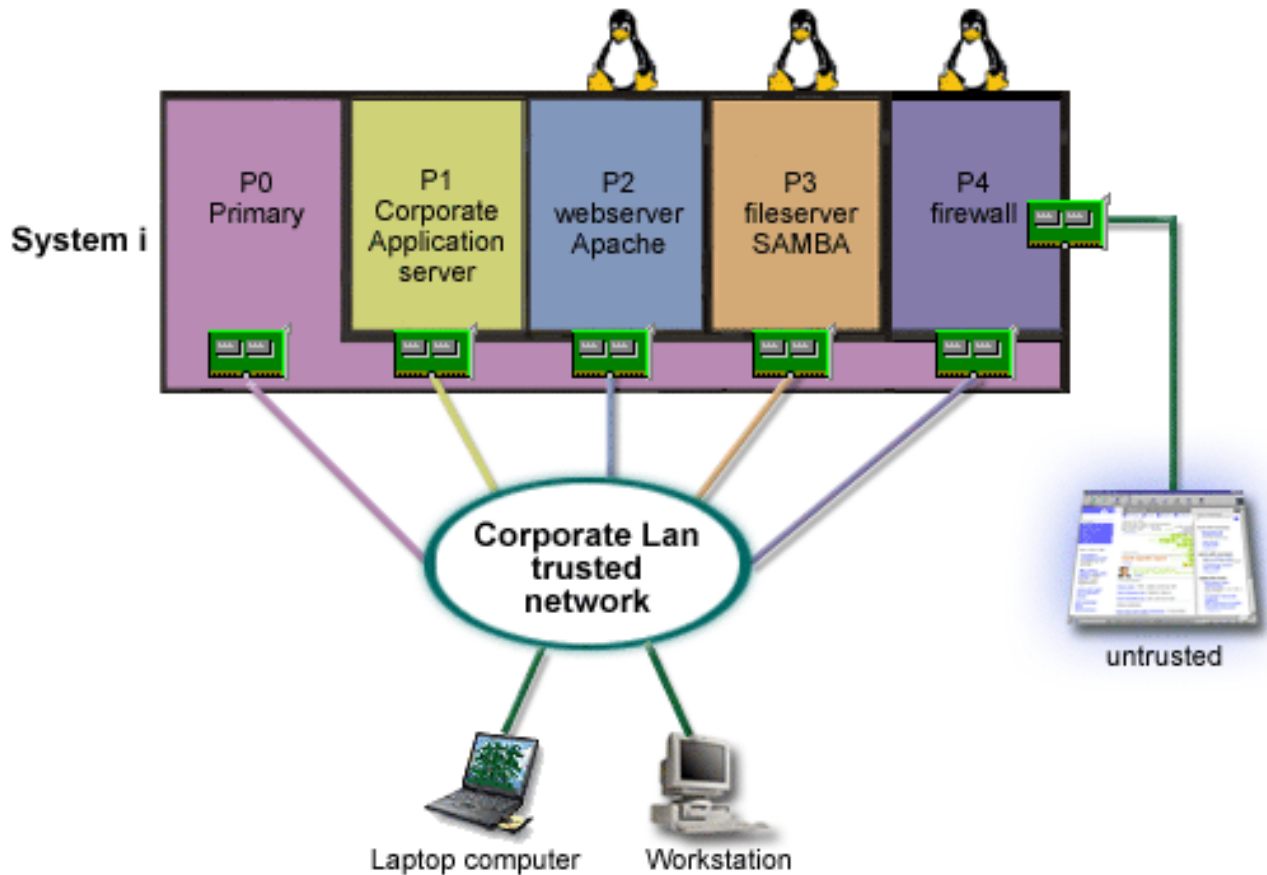 System i
P0
Primary
P1
Corporate
Application
server
P2
webserver
Apache
P3
fileserver
SAMBA
P4
firewall
Corporate Lan
trusted
network
untrusted
Laptop computer
Workstation